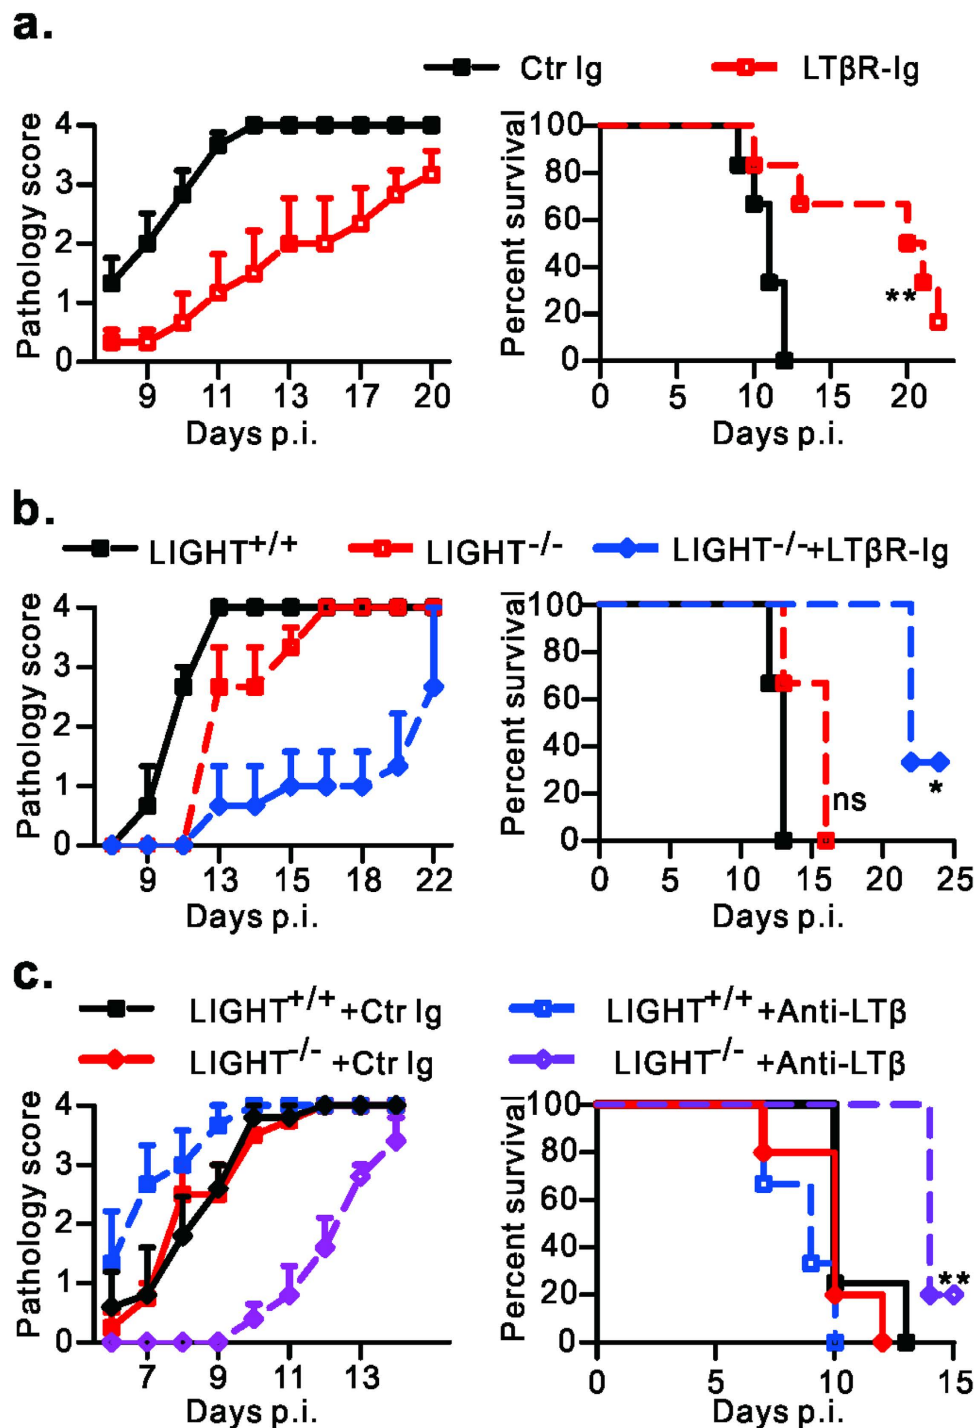 a.
Ctr Ig LTβR-Ig
Pathology score
4
3
2
1
0
9 11 13 17 20
Days p.i.
Percent survival
100
80
60
40
20
0
0 5 10 15 20
Days p.i.
b.
LIGHT+/+ LIGHT-/- LIGHT-/-+LTβR-Ig
Pathology score
4
3
2
1
0
9 13 15 18 22
Days p.i.
Percent survival
100
80
60
40
20
0
0 5 10 15 20 25
Days p.i.
**
ns
*
c.
LIGHT+/+ +Ctr Ig LIGHT+/+ +Anti-LTβ
LIGHT-/- +Ctr Ig LIGHT-/- +Anti-LTβ
Pathology score
4
3
2
1
0
7 9 11 13
Days p.i.
Percent survival
100
80
60
40
20
0
**
0 5 10 15
Days p.i.